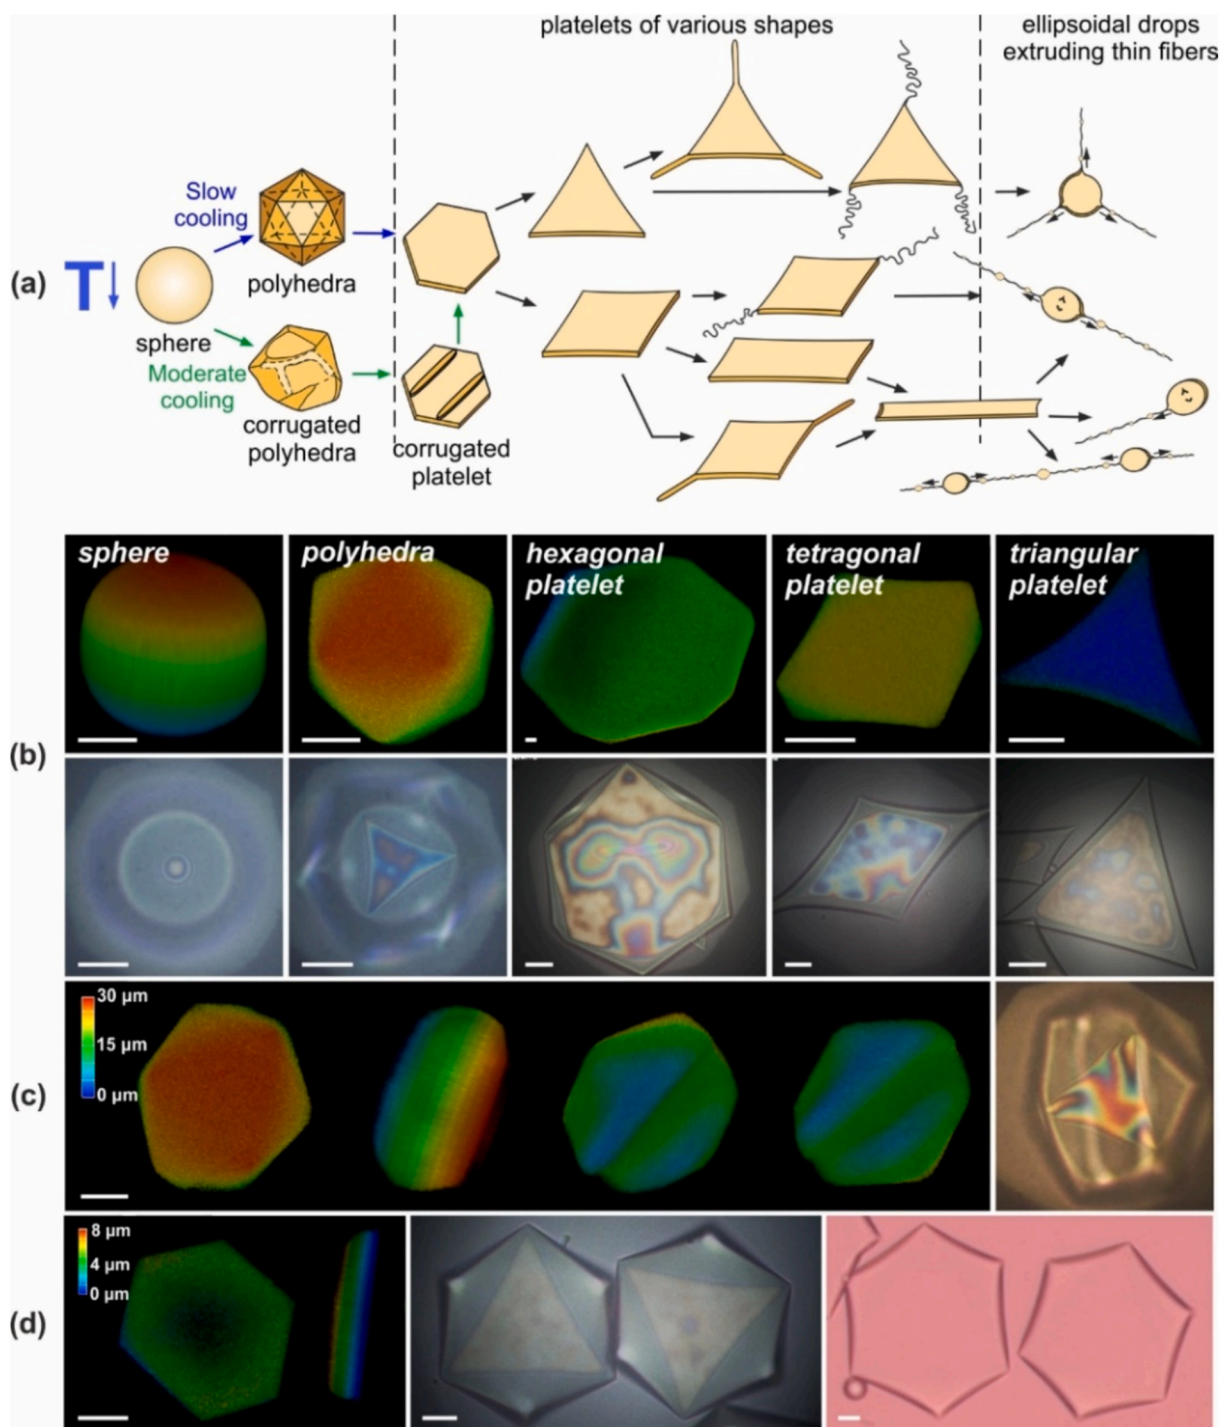 platelets of various shapes
ellipsoidal drops
extruding thin fibers
Slow
cooling
polyhedra
(a)
T
sphere
Moderate
cooling
corrugated
polyhedra
corrugated
platelet
sphere
polyhedra
hexagonal
platelet
tetragonal
platelet
triangular
platelet
(b)
30 µm
15 µm
0 µm
(c)
8 µm
4 µm
0 µm
(d)